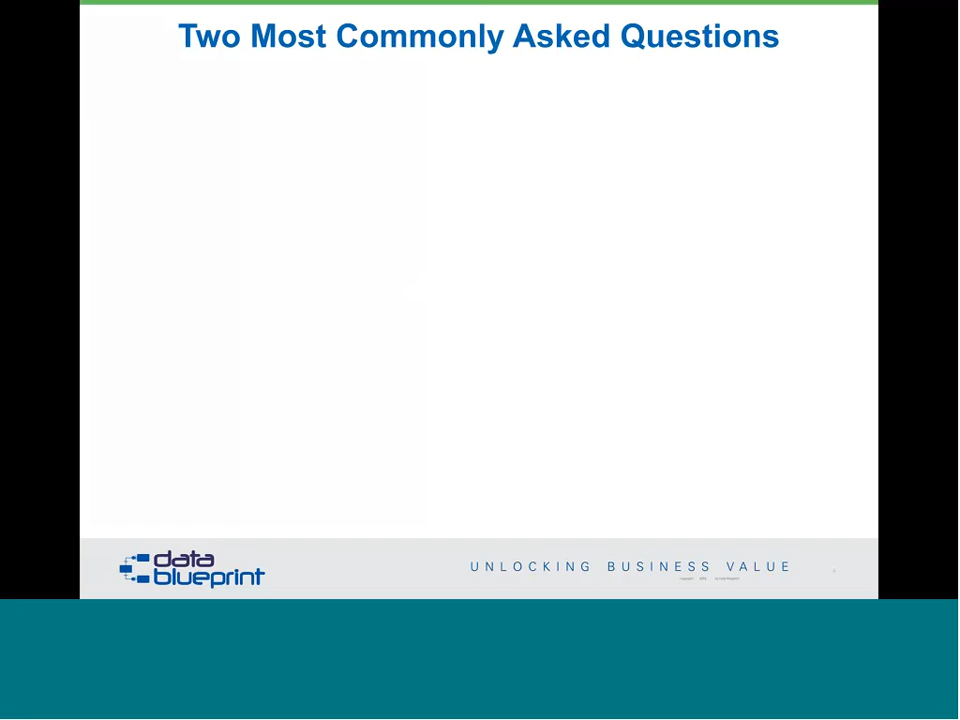 Two Most Commonly Asked Questions
data
blueprint
UNLOCKING BUSINESS VALUE